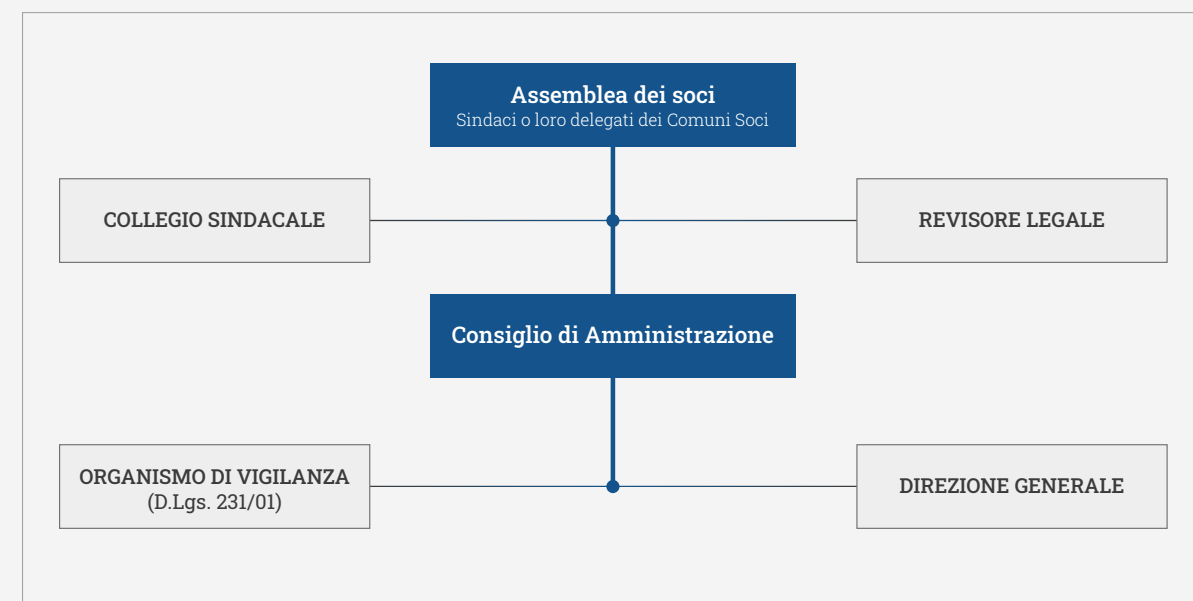 Assemblea dei soci
Sindaci o loro delegati dei Comuni Soci
COLLEGIO SINDACALE
REVISORE LEGALE
Consiglio di Amministrazione
ORGANISMO DI VIGILANZA
(D.Lgs. 231/01)
DIREZIONE GENERALE